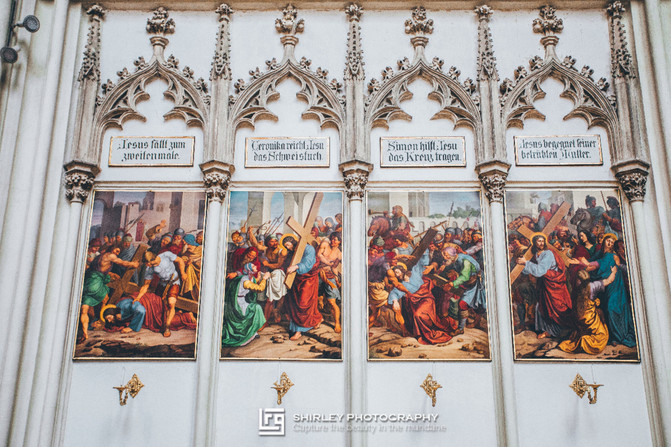 Jesus fällt zum
zweitenmale.
Veronika reicht Jesu
das Schweistuch.
Simon hilft Jesu
das Kreuz tragen.
Jesus begegnet seiner
betrübten Mutter.
SHIRLEY PHOTOGRAPHY
Capture the beauty in the mundane